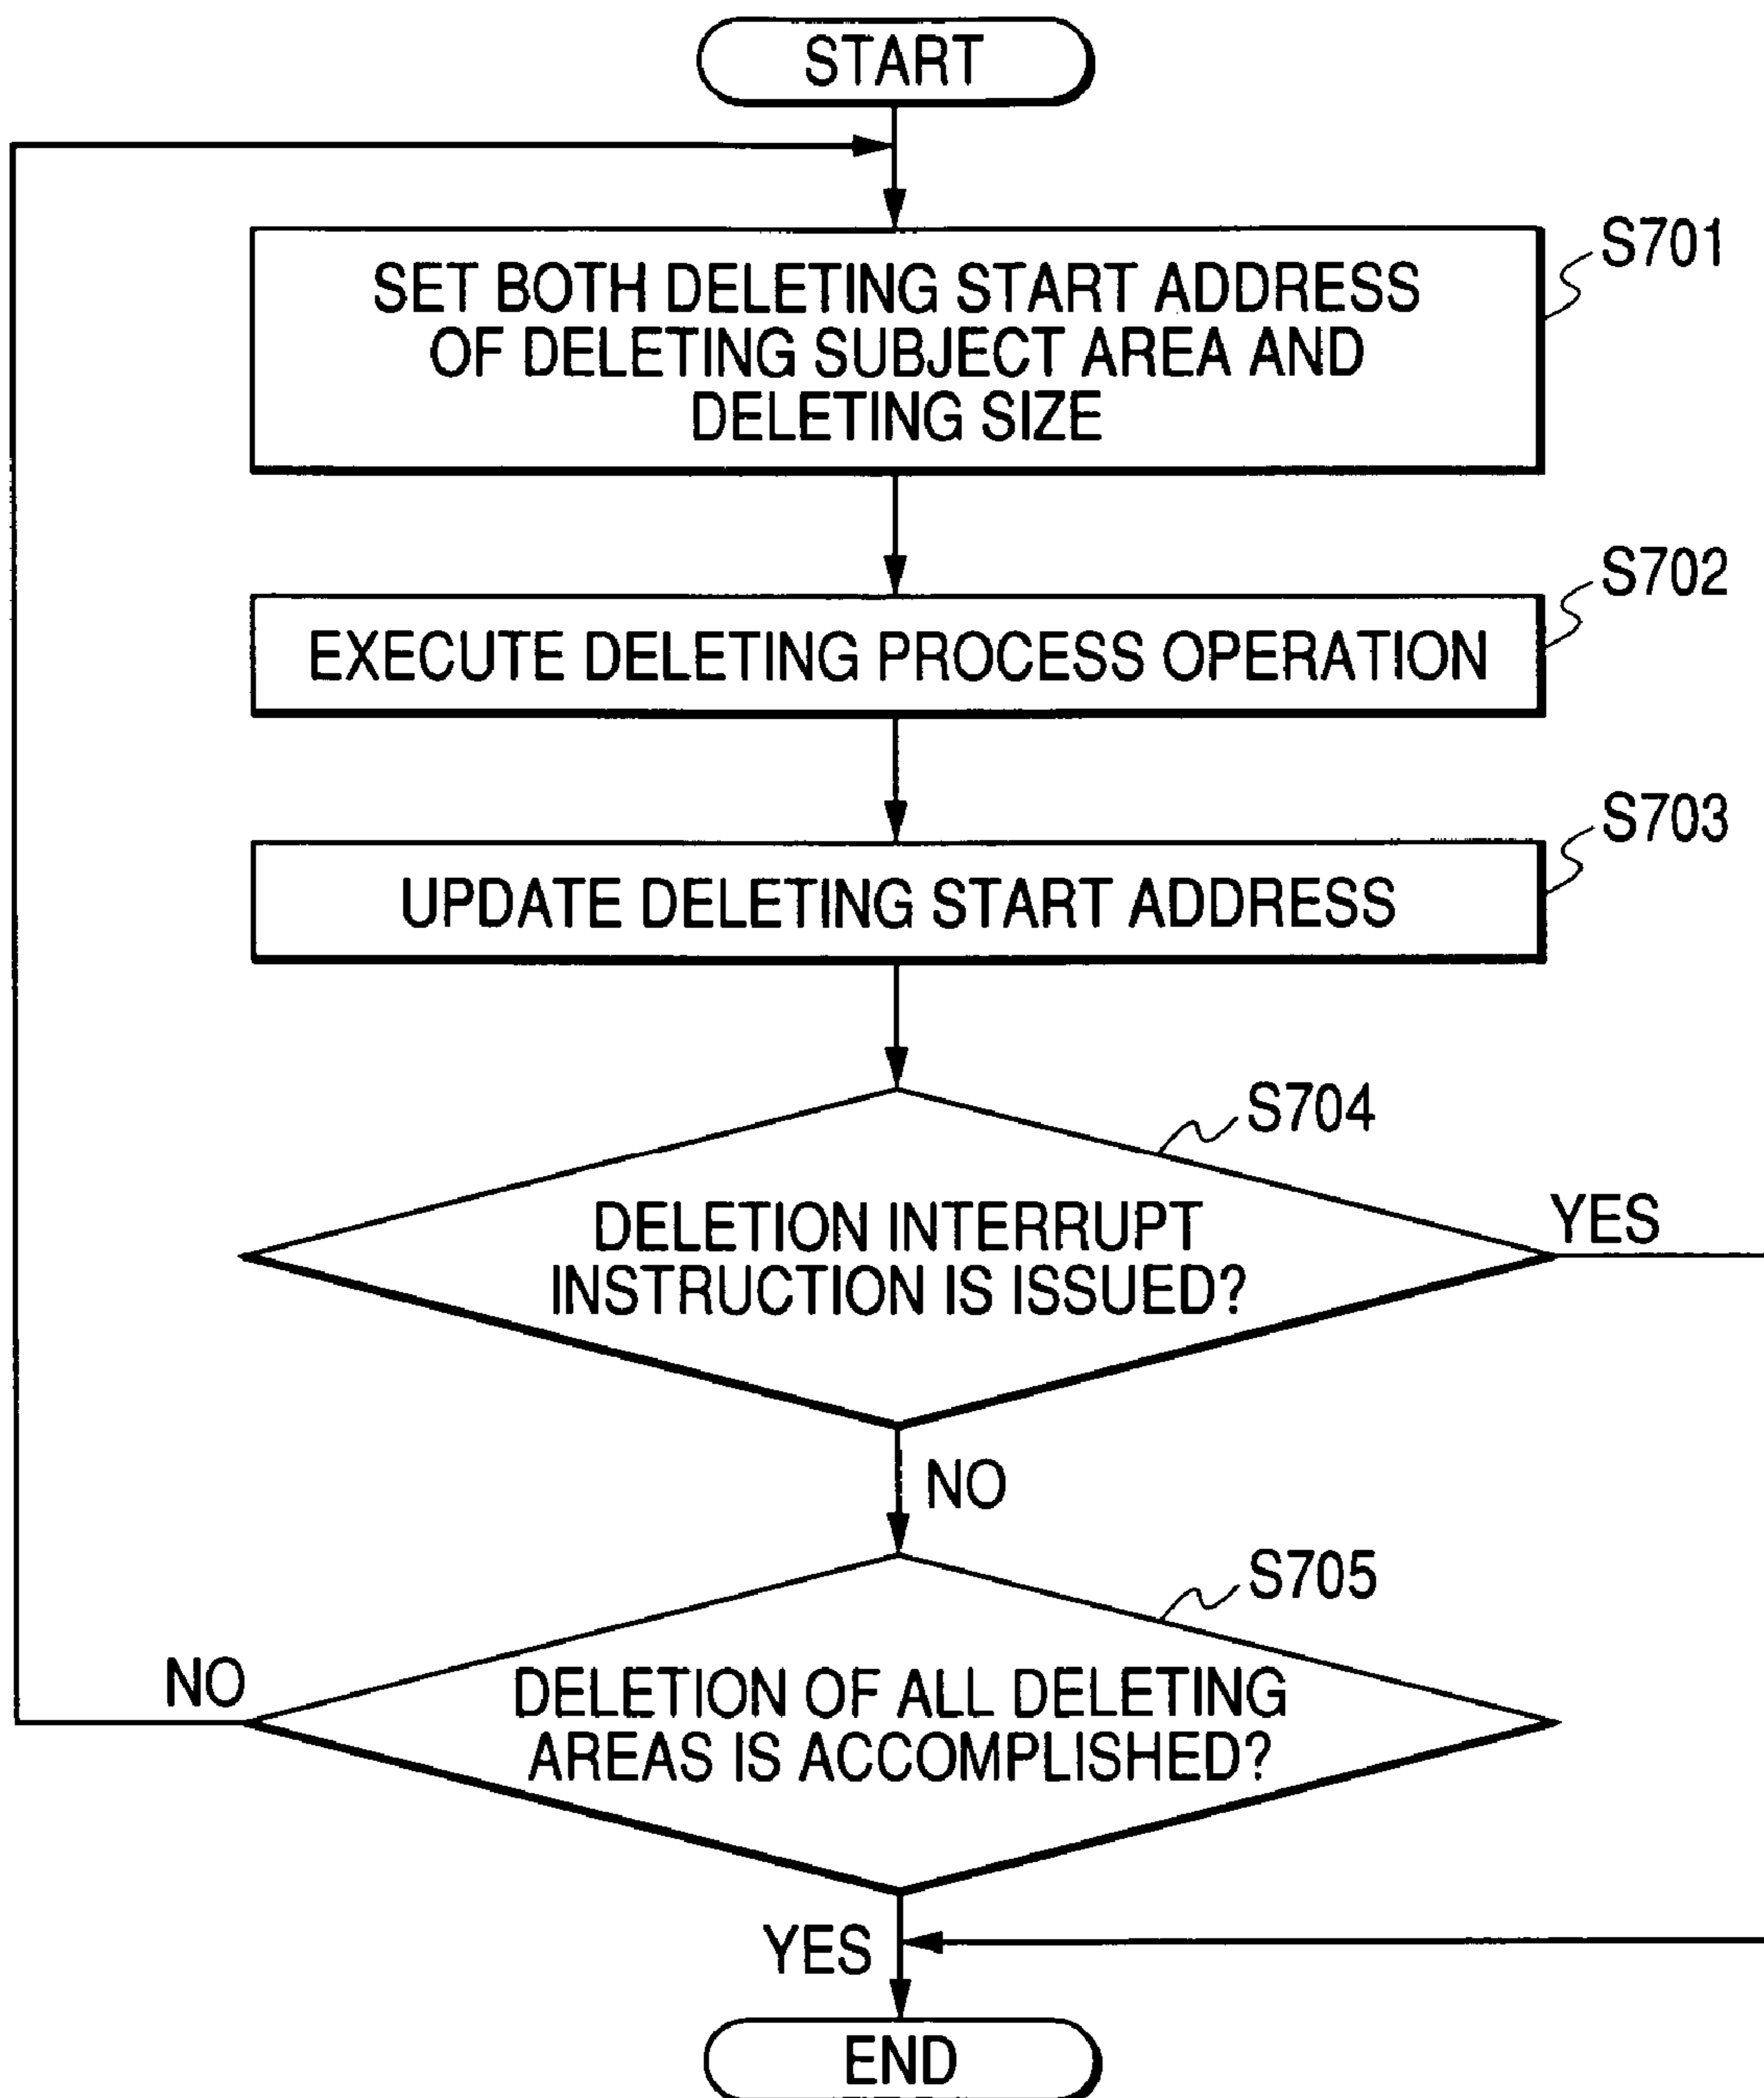 START
S701
SET BOTH DELETING START ADDRESS
OF DELETING SUBJECT AREA AND
DELETING SIZE
S702
EXECUTE DELETING PROCESS OPERATION
S703
UPDATE DELETING START ADDRESS
S704
DELETION INTERRUPT
INSTRUCTION IS ISSUED?
YES
NO
S705
NO
DELETION OF ALL DELETING
AREAS IS ACCOMPLISHED?
YES
END